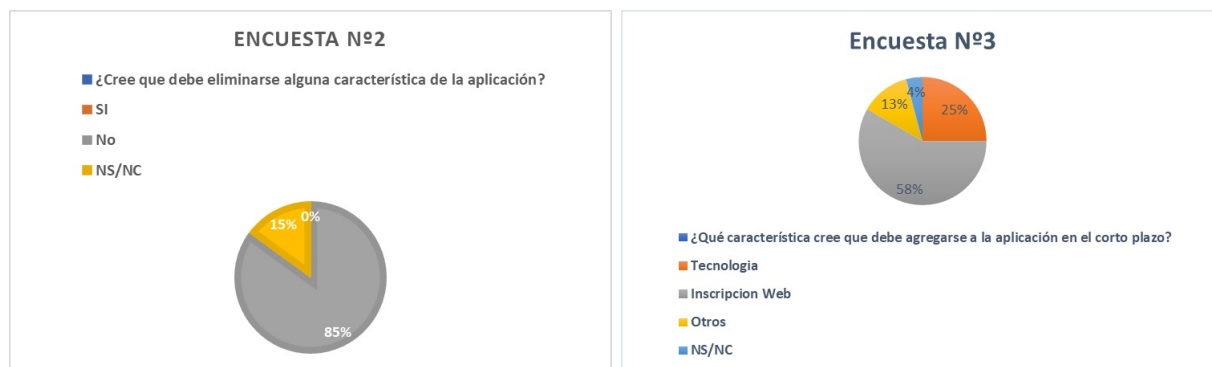 ENCUESTA Nº2
¿Cree que debe eliminarse alguna característica de la aplicación?
SI
No
NS/NC
15%
0%
85%
Encuesta Nº3
4%
13%
25%
58%
¿Qué característica cree que debe agregarse a la aplicación en el corto plazo?
Tecnologia
Inscripcion Web
Otros
NS/NC